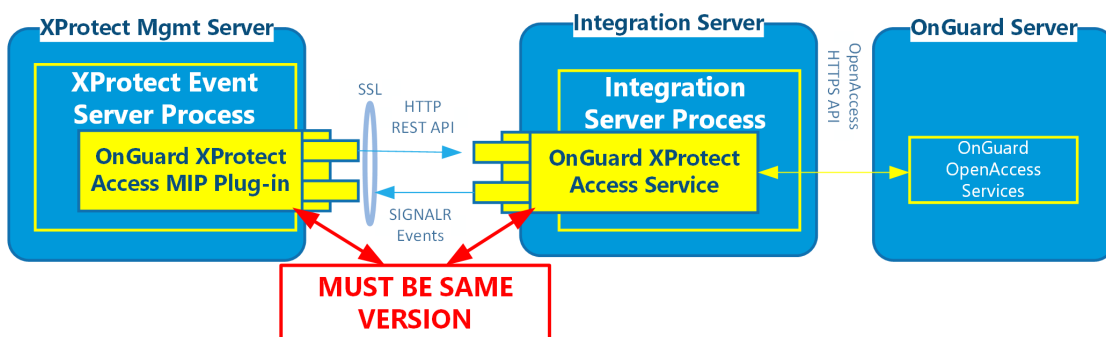 XProtect Mgmt Server
XProtect Event
Server Process
OnGuard XProtect
Access MIP Plug-in
SSL
HTTP
REST API
SIGNALR
Events
Integration Server
Integration
Server Process
OnGuard XProtect
Access Service
OpenAccess
HTTPS API
OnGuard Server
OnGuard
OpenAccess
Services
MUST BE SAME
VERSION